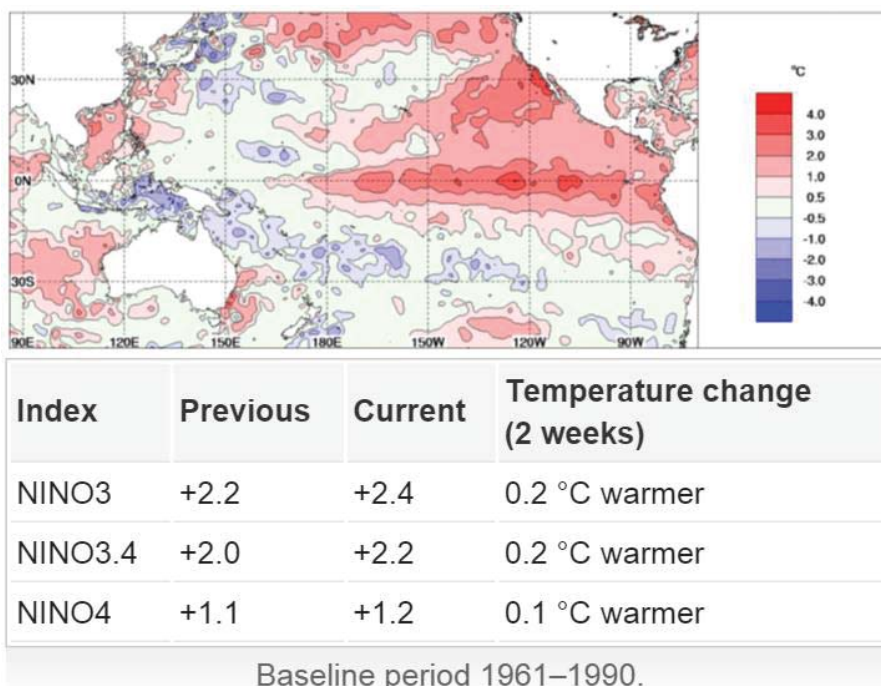 °C
30N
0N
30S
90E 120E 150E 180E 150W 120W 90W
4.0
3.0
2.0
1.0
0.5
-0.5
-1.0
-2.0
-3.0
-4.0
Index Previous Current Temperature change
(2 weeks)
NINO3 +2.2 +2.4 0.2 °C warmer
NINO3.4 +2.0 +2.2 0.2 °C warmer
NINO4 +1.1 +1.2 0.1 °C warmer
Baseline period 1961–1990.